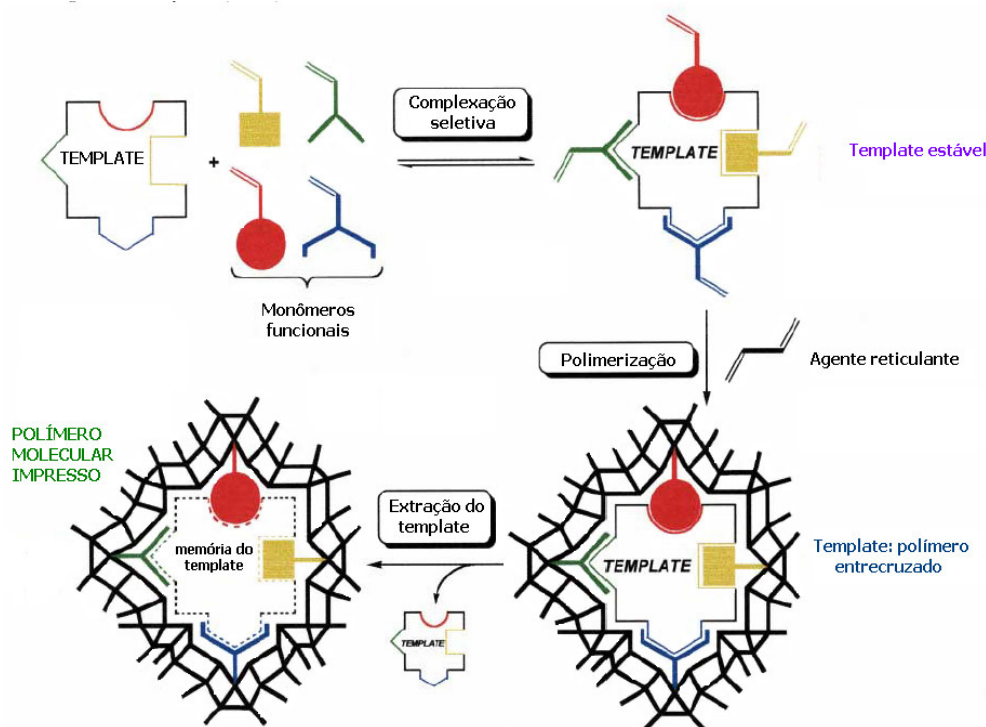 Complexação
seletiva
TEMPLATE
+
TEMPLATE
Template estável
Monômeros
funcionais
Polimerização
Agente reticulante
POLÍMERO
MOLECULAR
IMPRESSO
Extração do
template
memória do
template
TEMPLATE
Template: polímero
entrecruzado
TEMPLATE